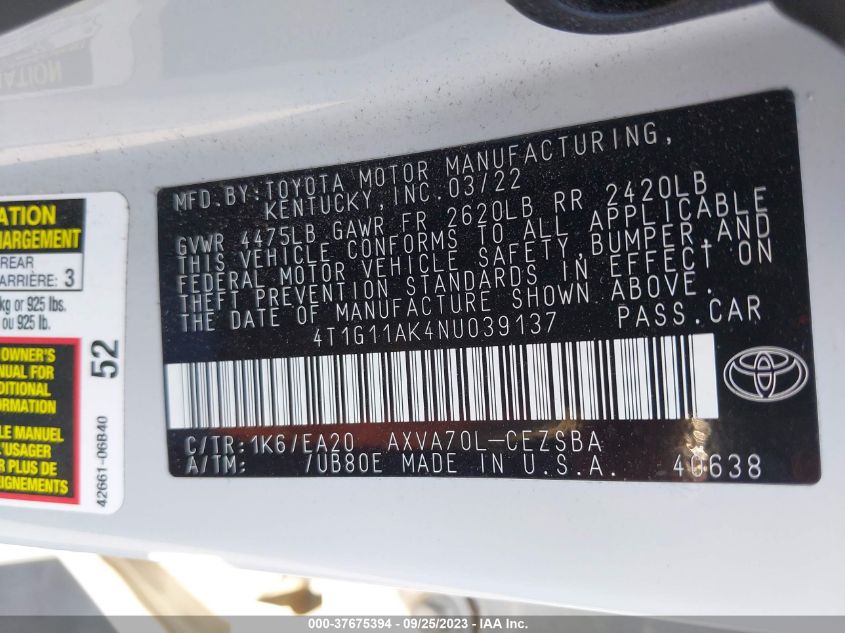 MFD.BY:TOYOTA MOTOR MANUFACTURING,
KENTUCKY,INC.03/22
GVWR 4475LB GAWR FR 2620LB RR 2420LB
THIS VEHICLE CONFORMS TO ALL APPLICABLE
FEDERAL MOTOR VEHICLE SAFETY,BUMPER,AND
THEFT PREVENTION STANDARDS IN EFFECT ON
THE DATE OF MANUFACTURE SHOWN ABOVE.
4T1G11AK4NU039137 PASS.CAR
C/TR:1K6/EA20 AXVA70L-CEZSBA
A/TM: /UB80E MADE IN U.S.A. 40638
REAR
ARRIÈRE: 3
kg or 925 lbs.
ou 925 lb.
OWNER'S
MANUAL FOR
LE MANUEL
PLUS DE
52
42661-06B40
000-37675394 - 09/25/2023 - IAA Inc.